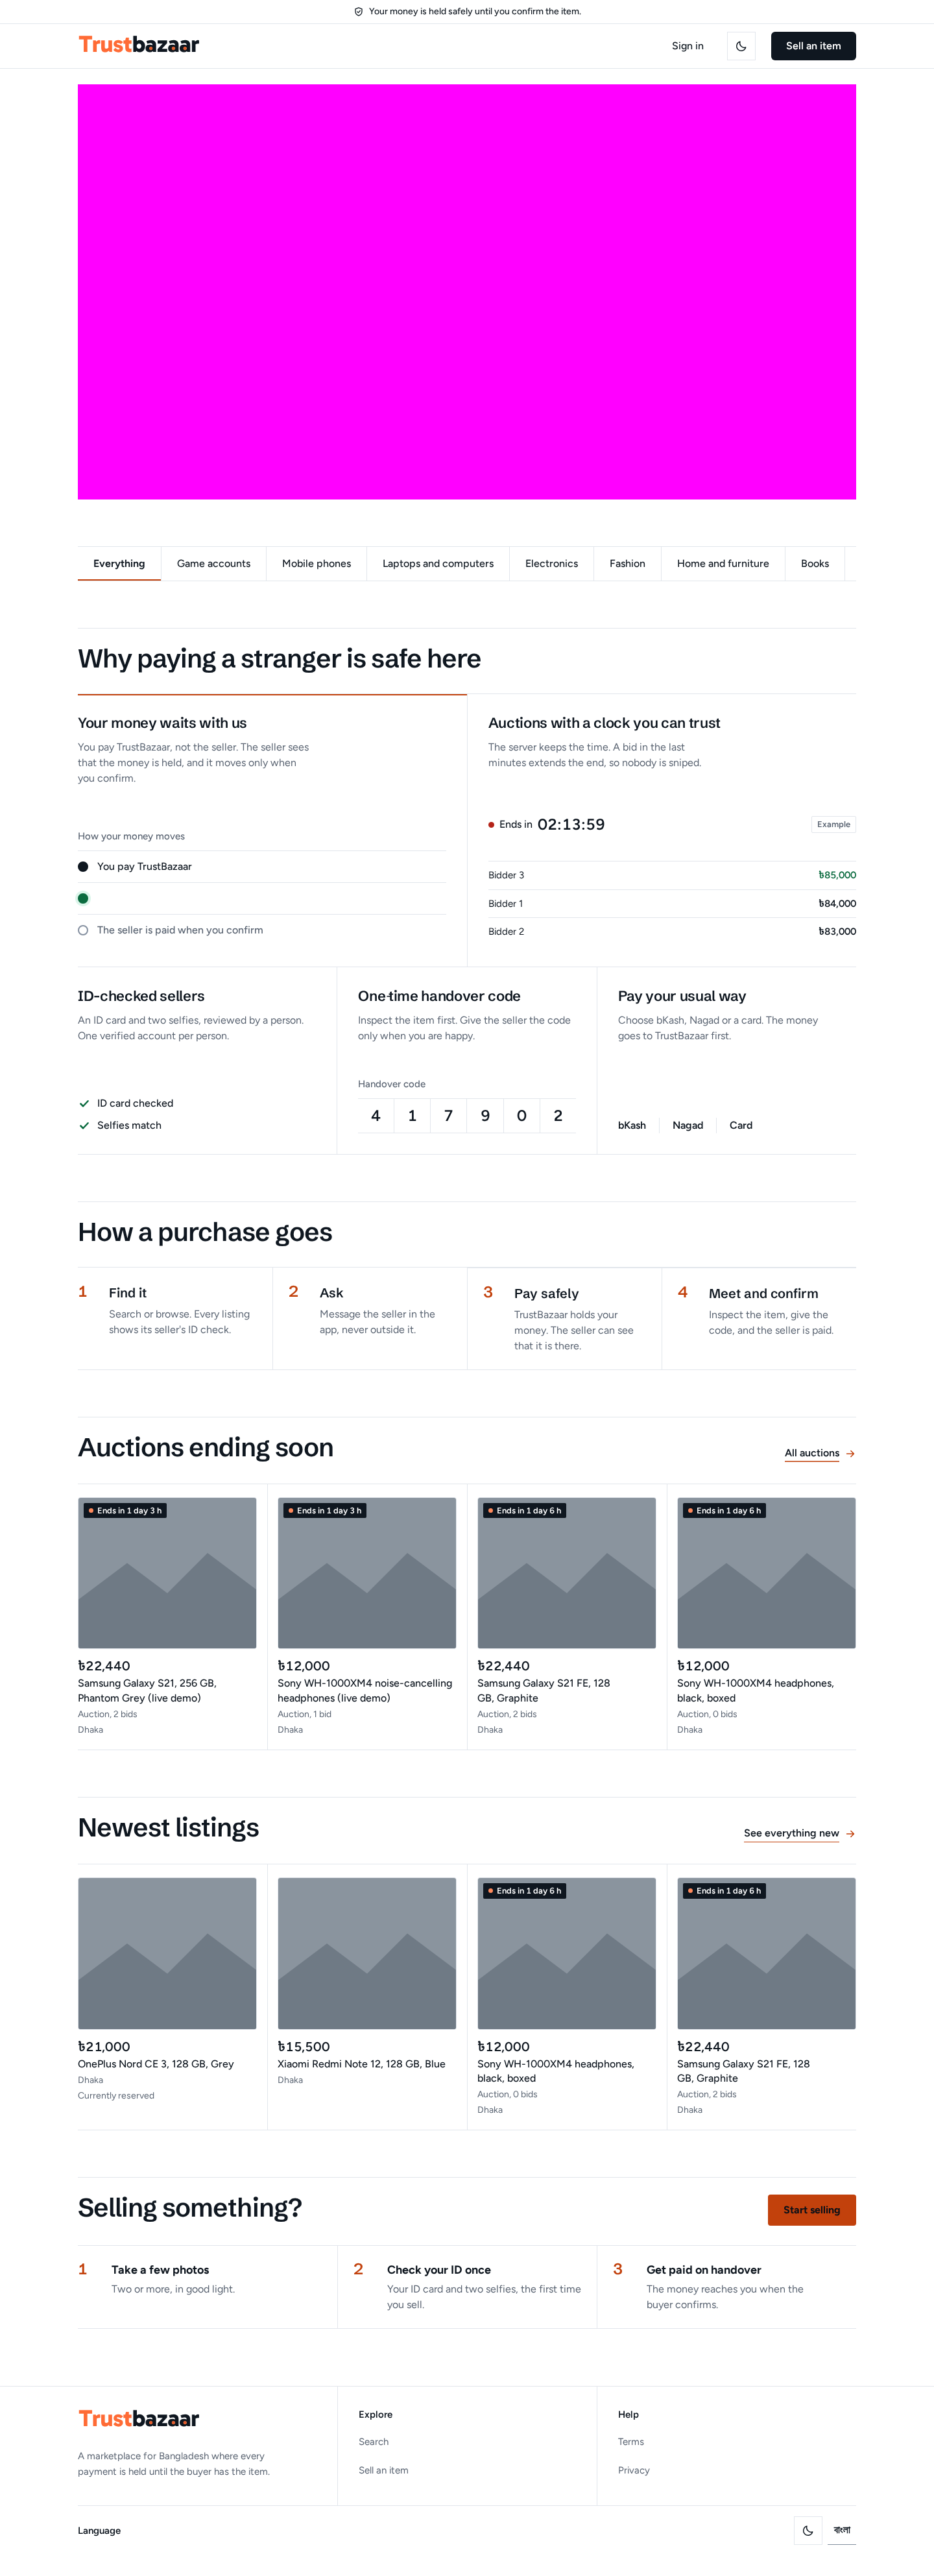 Your money is held safely until you confirm the item.
Trustbazaar
Sign in
Sell an item
Everything
Game accounts
Mobile phones
Laptops and computers
Electronics
Fashion
Home and furniture
Books
Why paying a stranger is safe here
Your money waits with us
You pay TrustBazaar, not the seller. The seller sees
that the money is held, and it moves only when
you confirm.
How your money moves
You pay TrustBazaar
The seller is paid when you confirm
Auctions with a clock you can trust
The server keeps the time. A bid in the last
minutes extends the end, so nobody is sniped.
Ends in 02:13:59
Example
Bidder 3 ৳85,000
Bidder 1 ৳84,000
Bidder 2 ৳83,000
ID-checked sellers
An ID card and two selfies, reviewed by a person.
One verified account per person.
ID card checked
Selfies match
One-time handover code
Inspect the item first. Give the seller the code
only when you are happy.
Handover code
4 1 7 9 0 2
Pay your usual way
Choose bKash, Nagad or a card. The money
goes to TrustBazaar first.
bKash
Nagad
Card
How a purchase goes
1 Find it
Search or browse. Every listing
shows its seller's ID check.
2 Ask
Message the seller in the
app, never outside it.
3 Pay safely
TrustBazaar holds your
money. The seller can see
that it is there.
4 Meet and confirm
Inspect the item, give the
code, and the seller is paid.
Auctions ending soon
All auctions →
Ends in 1 day 3 h
৳22,440
Samsung Galaxy S21, 256 GB,
Phantom Grey (live demo)
Auction, 2 bids
Dhaka
Ends in 1 day 3 h
৳12,000
Sony WH-1000XM4 noise-cancelling
headphones (live demo)
Auction, 1 bid
Dhaka
Ends in 1 day 6 h
৳22,440
Samsung Galaxy S21 FE, 128
GB, Graphite
Auction, 2 bids
Dhaka
Ends in 1 day 6 h
৳12,000
Sony WH-1000XM4 headphones,
black, boxed
Auction, 0 bids
Dhaka
Newest listings
See everything new →
৳21,000
OnePlus Nord CE 3, 128 GB, Grey
Dhaka
Currently reserved
৳15,500
Xiaomi Redmi Note 12, 128 GB, Blue
Dhaka
Ends in 1 day 6 h
৳12,000
Sony WH-1000XM4 headphones,
black, boxed
Auction, 0 bids
Dhaka
Ends in 1 day 6 h
৳22,440
Samsung Galaxy S21 FE, 128
GB, Graphite
Auction, 2 bids
Dhaka
Selling something?
Start selling
1 Take a few photos
Two or more, in good light.
2 Check your ID once
Your ID card and two selfies, the first time
you sell.
3 Get paid on handover
The money reaches you when the
buyer confirms.
Trustbazaar
A marketplace for Bangladesh where every
payment is held until the buyer has the item.
Explore
Search
Sell an item
Help
Terms
Privacy
Language
বাংলা